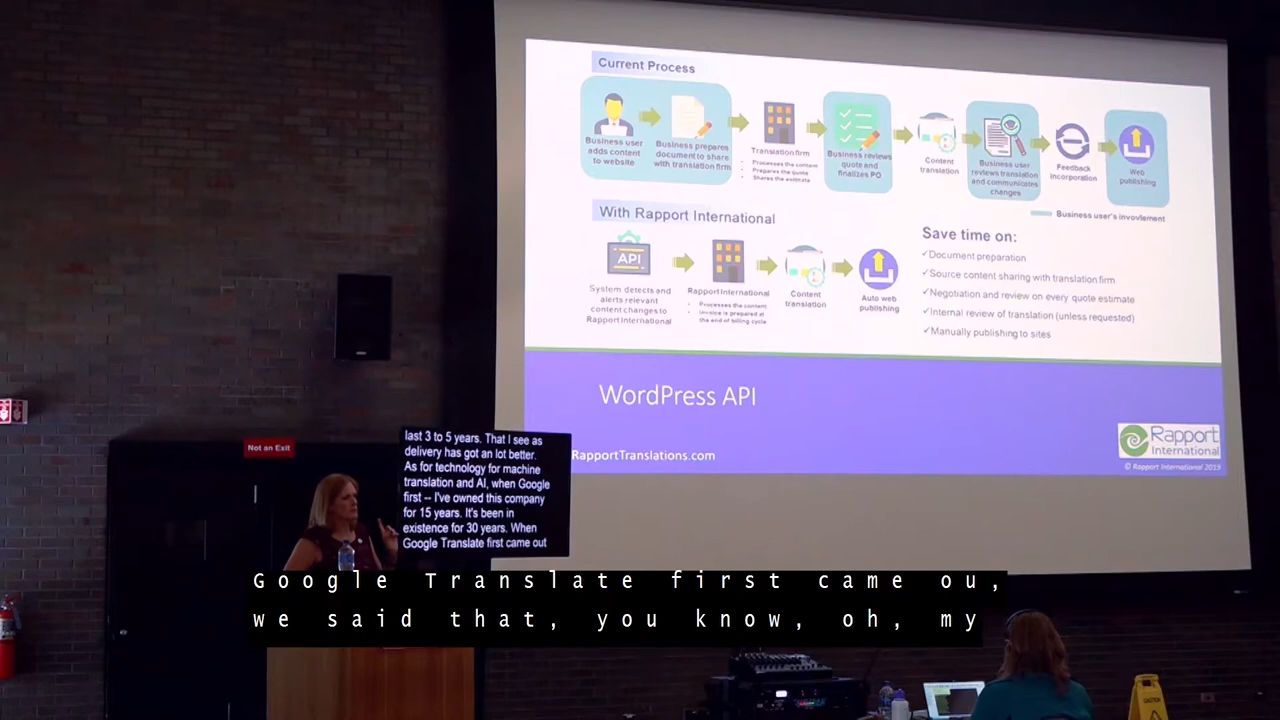 Current Process
Business user
adds content
to website
Business prepares
document to share
with translation firm
Translation firm
• Processes the content
• Prepares the quote
• Shares the estimate
Business reviews
quote and
finalizes PO
Content
translation
Business user
reviews translation
and communicates
changes
Feedback
incorporation
Web
publishing
Business user's invovlement
With Rapport International
API
System detects and
alerts relevant
content changes to
Rapport International
Rapport International
• Processes the content
• Invoice is prepared at
the end of billing cycle
Content
translation
Auto web
publishing
Save time on:
✓Document preparation
✓Source content sharing with translation firm
✓Negotiation and review on every quote estimate
✓Internal review of translation (unless requested)
✓Manually publishing to sites
WordPress API
RapportTranslations.com
Rapport
International
© Rapport International 2019
Not an Exit
last 3 to 5 years. That I see as
delivery has got an lot better.
As for technology for machine
translation and AI, when Google
first -- I've owned this company
for 15 years. It's been in
existence for 30 years. When
Google Translate first came out
Google Translate first came ou,
we said that, you know, oh, my
CAUTION